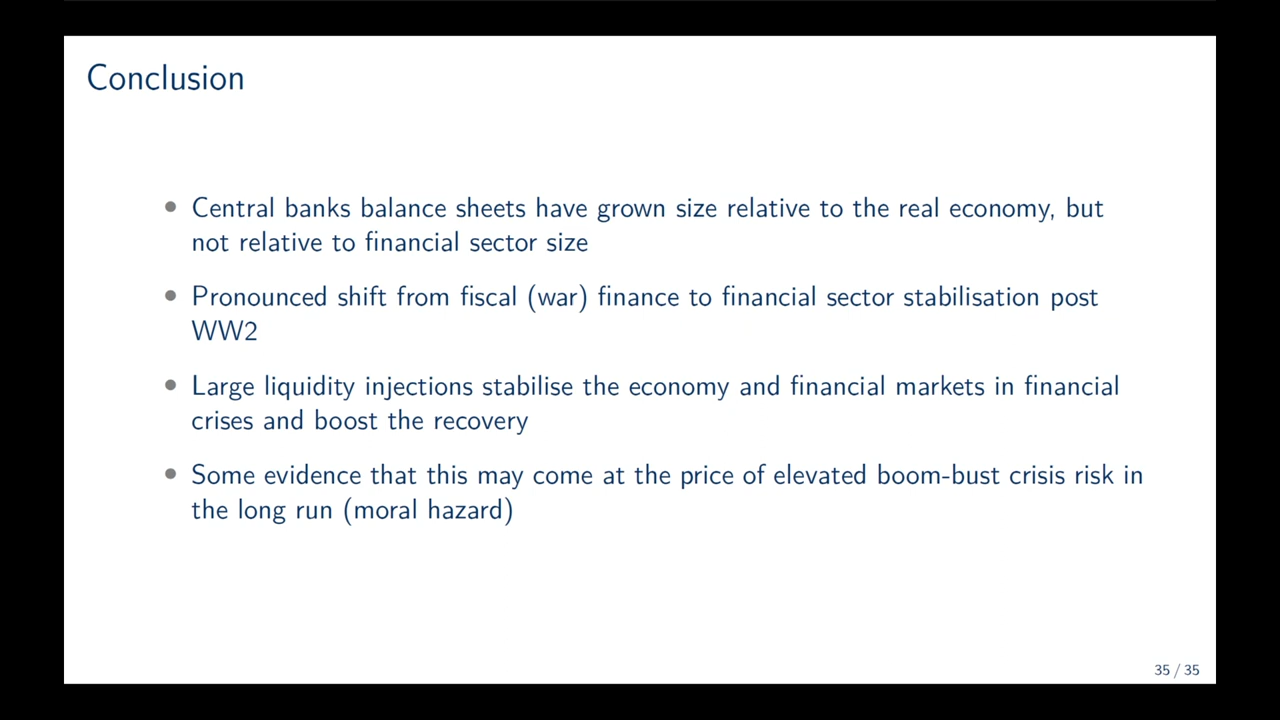 Conclusion
• Central banks balance sheets have grown size relative to the real economy, but
not relative to financial sector size
• Pronounced shift from fiscal (war) finance to financial sector stabilisation post
WW2
• Large liquidity injections stabilise the economy and financial markets in financial
crises and boost the recovery
• Some evidence that this may come at the price of elevated boom-bust crisis risk in
the long run (moral hazard)
35 / 35